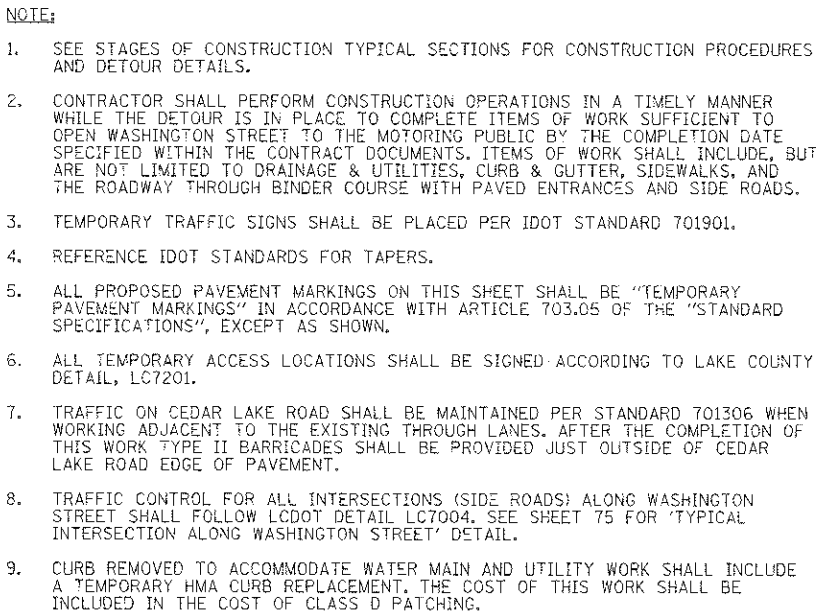 NOTE:
1. SEE STAGES OF CONSTRUCTION TYPICAL SECTIONS FOR CONSTRUCTION PROCEDURES
AND DETOUR DETAILS.
2. CONTRACTOR SHALL PERFORM CONSTRUCTION OPERATIONS IN A TIMELY MANNER
WHILE THE DETOUR IS IN PLACE TO COMPLETE ITEMS OF WORK SUFFICIENT TO
OPEN WASHINGTON STREET TO THE MOTORING PUBLIC BY THE COMPLETION DATE
SPECIFIED WITHIN THE CONTRACT DOCUMENTS. ITEMS OF WORK SHALL INCLUDE, BUT
ARE NOT LIMITED TO DRAINAGE & UTILITIES, CURB & GUTTER, SIDEWALKS, AND
THE ROADWAY THROUGH BINDER COURSE WITH PAVED ENTRANCES AND SIDE ROADS.
3. TEMPORARY TRAFFIC SIGNS SHALL BE PLACED PER IDOT STANDARD 701901.
4. REFERENCE IDOT STANDARDS FOR TAPERS.
5. ALL PROPOSED PAVEMENT MARKINGS ON THIS SHEET SHALL BE "TEMPORARY
PAVEMENT MARKINGS" IN ACCORDANCE WITH ARTICLE 703.05 OF THE "STANDARD
SPECIFICATIONS", EXCEPT AS SHOWN.
6. ALL TEMPORARY ACCESS LOCATIONS SHALL BE SIGNED ACCORDING TO LAKE COUNTY
DETAIL, LC7201.
7. TRAFFIC ON CEDAR LAKE ROAD SHALL BE MAINTAINED PER STANDARD 701306 WHEN
WORKING ADJACENT TO THE EXISTING THROUGH LANES. AFTER THE COMPLETION OF
THIS WORK TYPE II BARRICADES SHALL BE PROVIDED JUST OUTSIDE OF CEDAR
LAKE ROAD EDGE OF PAVEMENT.
8. TRAFFIC CONTROL FOR ALL INTERSECTIONS (SIDE ROADS) ALONG WASHINGTON
STREET SHALL FOLLOW LCDOT DETAIL LC7004. SEE SHEET 75 FOR 'TYPICAL
INTERSECTION ALONG WASHINGTON STREET' DETAIL.
9. CURB REMOVED TO ACCOMMODATE WATER MAIN AND UTILITY WORK SHALL INCLUDE
A TEMPORARY HMA CURB REPLACEMENT. THE COST OF THIS WORK SHALL BE
INCLUDED IN THE COST OF CLASS D PATCHING.